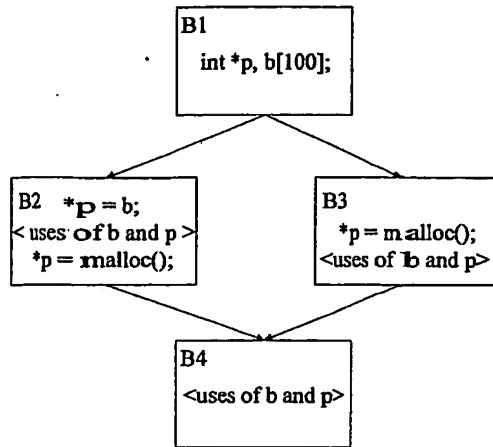 B1
int *p, b[100];
B2
*p = b;
< uses of b and p >
*p = malloc();
B3
*p = malloc();
<uses of b and p>
B4
<uses of b and p>